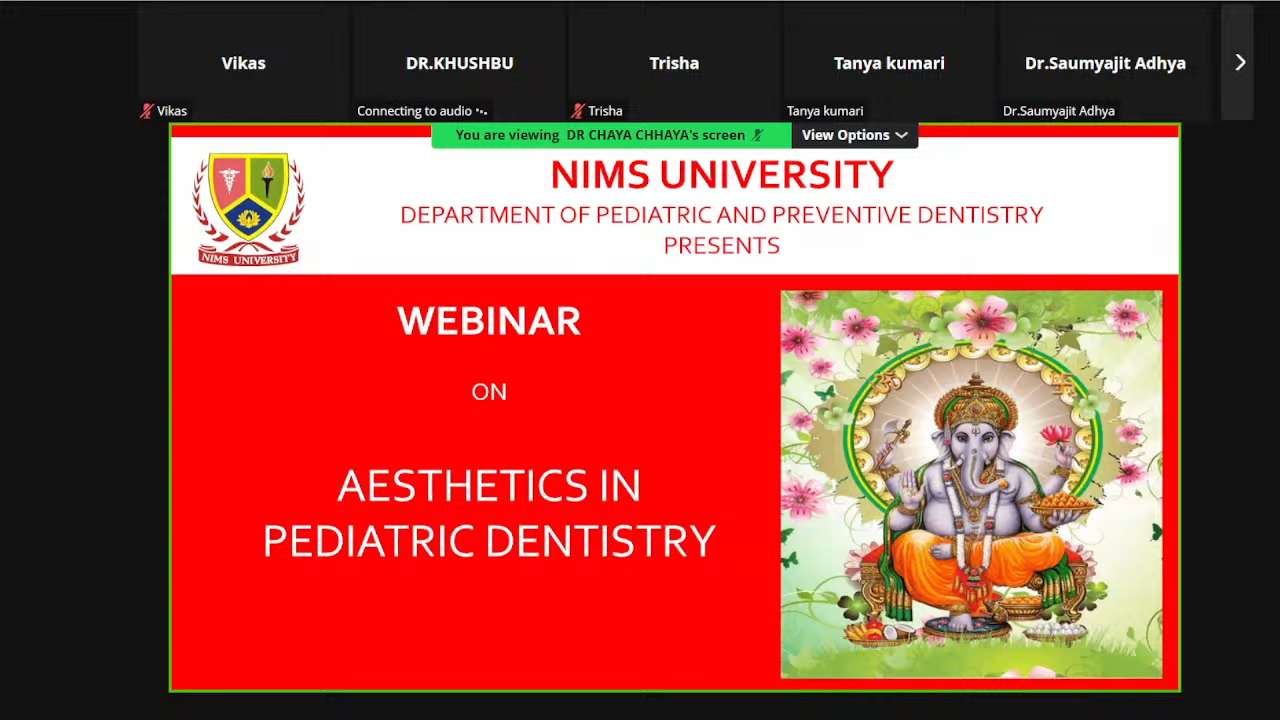 Vikas
DR.KHUSHBU
Trisha
Tanya kumari
Dr.Saumyajit Adhya
Vikas
Connecting to audio
Trisha
Tanya kumari
Dr.Saumyajit Adhya
You are viewing DR CHAYA CHHAYA's screen
View Options
NIMS UNIVERSITY
DEPARTMENT OF PEDIATRIC AND PREVENTIVE DENTISTRY
PRESENTS
NIMS UNIVERSITY
WEBINAR
ON
AESTHETICS IN
PEDIATRIC DENTISTRY
ॐ